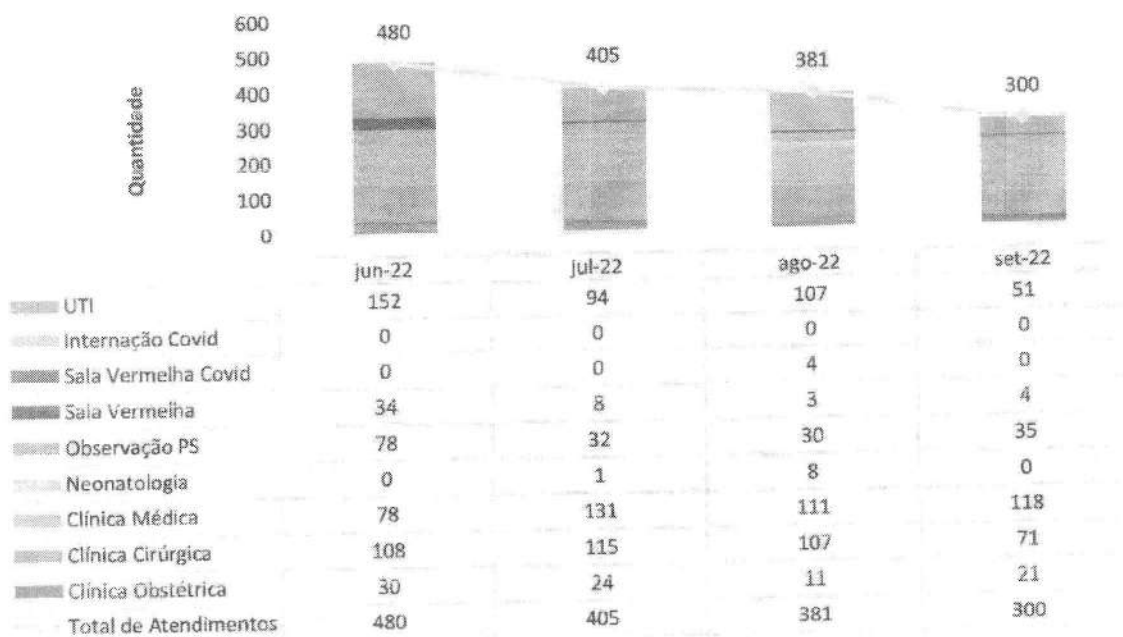 600
500
400
300
200
100
0
Quantidade
480
405
381
300
jun-22 jul-22 ago-22 set-22
UTI 152 94 107 51
Internação Covid 0 0 0 0
Sala Vermelha Covid 0 0 4 0
Sala Vermelha 34 8 3 4
Observação PS 78 32 30 35
Neonatologia 0 1 8 0
Clínica Médica 78 131 111 118
Clínica Cirúrgica 108 115 107 71
Clínica Obstétrica 30 24 11 21
Total de Atendimentos 480 405 381 300